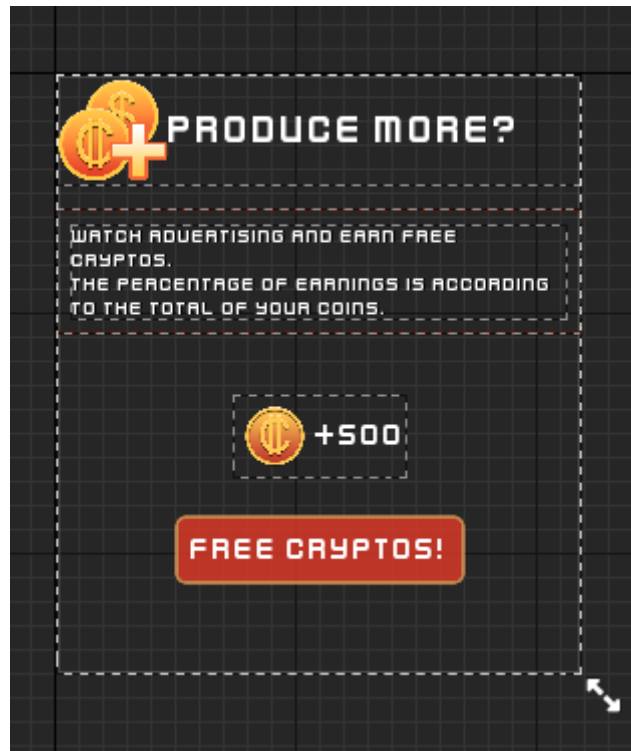 PRODUCE MORE?
WATCH ADVERTISING AND EARN FREE
CRYPTOS.
THE PERCENTAGE OF EARNINGS IS ACCORDING
TO THE TOTAL OF YOUR COINS.
+500
FREE CRYPTOS!